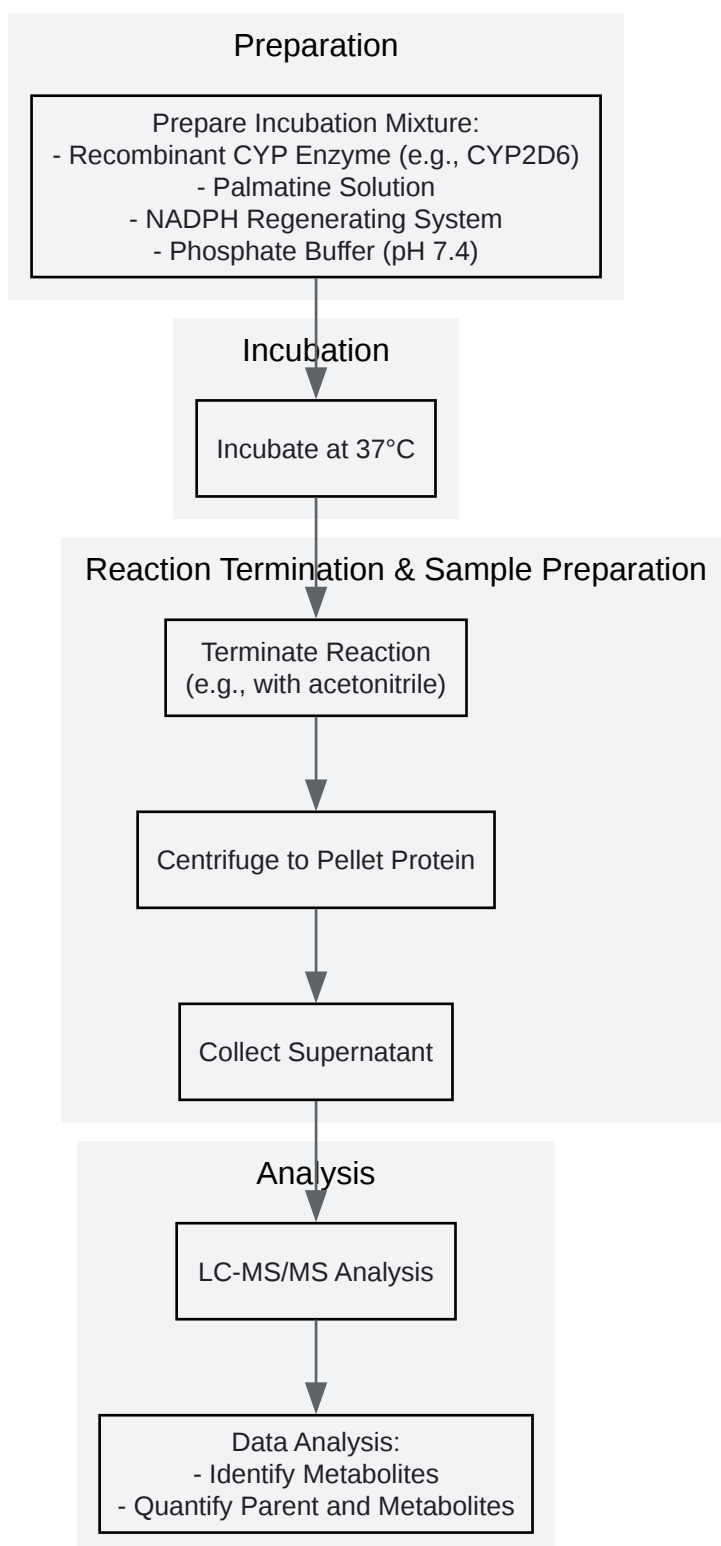 Preparation
Prepare Incubation Mixture:
- Recombinant CYP Enzyme (e.g., CYP2D6)
- Palmatine Solution
- NADPH Regenerating System
- Phosphate Buffer (pH 7.4)
Incubation
Incubate at 37°C
Reaction Termination & Sample Preparation
Terminate Reaction
(e.g., with acetonitrile)
Centrifuge to Pellet Protein
Collect Supernatant
Analysis
LC-MS/MS Analysis
Data Analysis:
- Identify Metabolites
- Quantify Parent and Metabolites